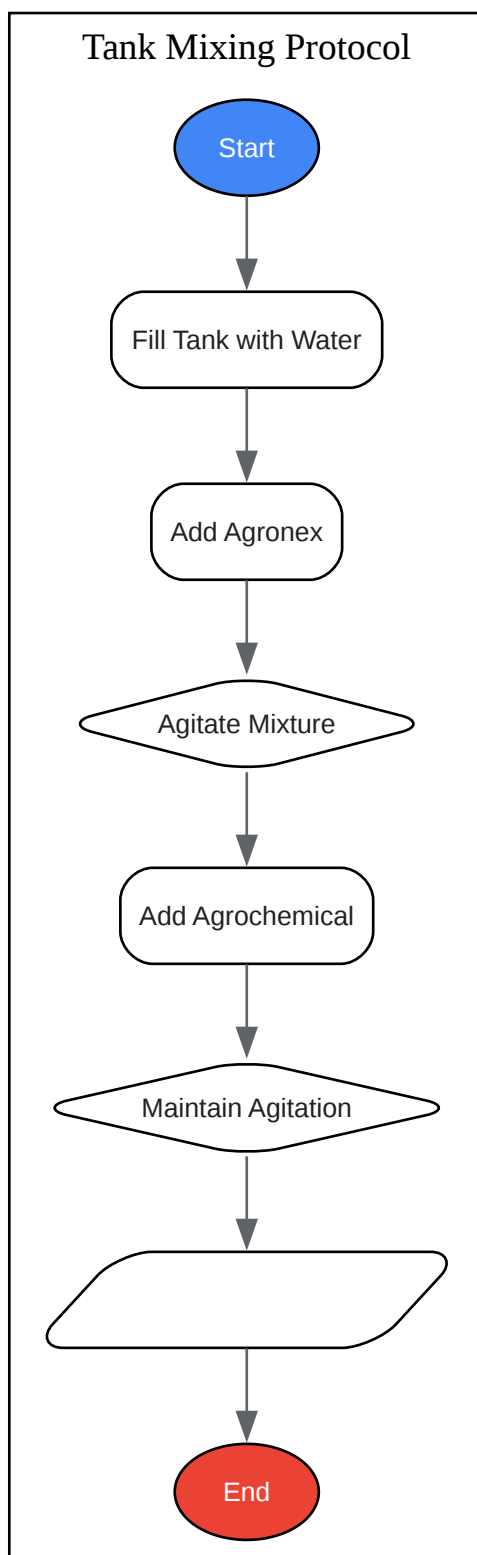 Tank Mixing Protocol
Start
Fill Tank with Water
Add Agronex
Agitate Mixture
Add Agrochemical
Maintain Agitation
End